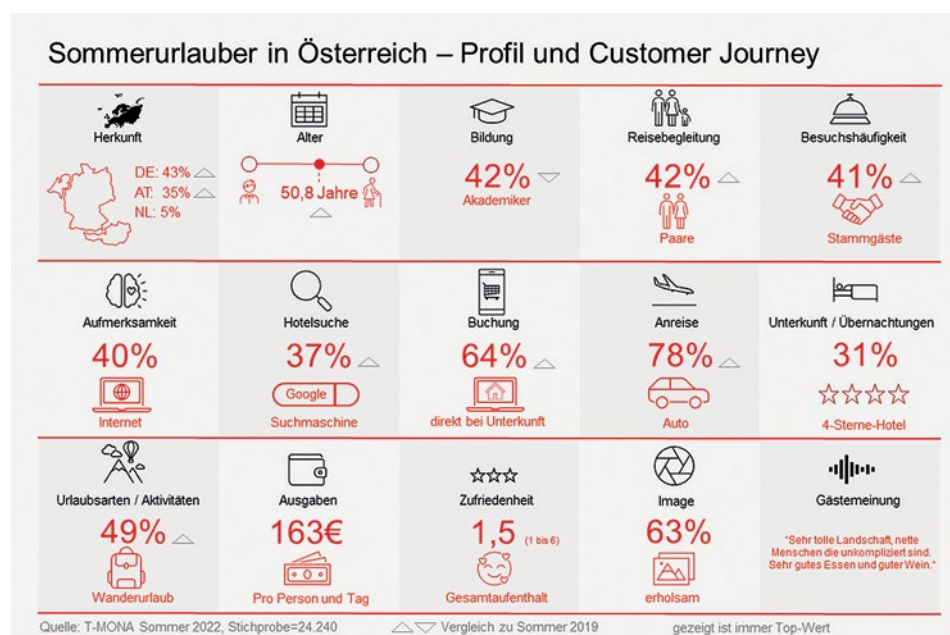 Sommerurlauber in Österreich – Profil und Customer Journey
Herkunft
DE: 43%
AT: 35%
NL: 5%
Alter
50,8 Jahre
Bildung
42%
Akademiker
Reisebegleitung
42%
Paare
Besuchshäufigkeit
41%
Stammgäste
Aufmerksamkeit
40%
Internet
Hotelsuche
37%
Google
Suchmaschine
Buchung
64%
direkt bei Unterkunft
Anreise
78%
Auto
Unterkunft / Übernachtungen
31%
4-Sterne-Hotel
Urlaubsarten / Aktivitäten
49%
Wanderurlaub
Ausgaben
163€
Pro Person und Tag
Zufriedenheit
1,5 (1 bis 6)
Gesamtaufenthalt
Image
63%
erholsam
Gästemeinung
"Sehr tolle Landschaft, nette
Menschen die unkompliziert sind.
Sehr gutes Essen und guter Wein."
Quelle: T-MONA Sommer 2022, Stichprobe=24.240
Vergleich zu Sommer 2019
gezeigt ist immer Top-Wert